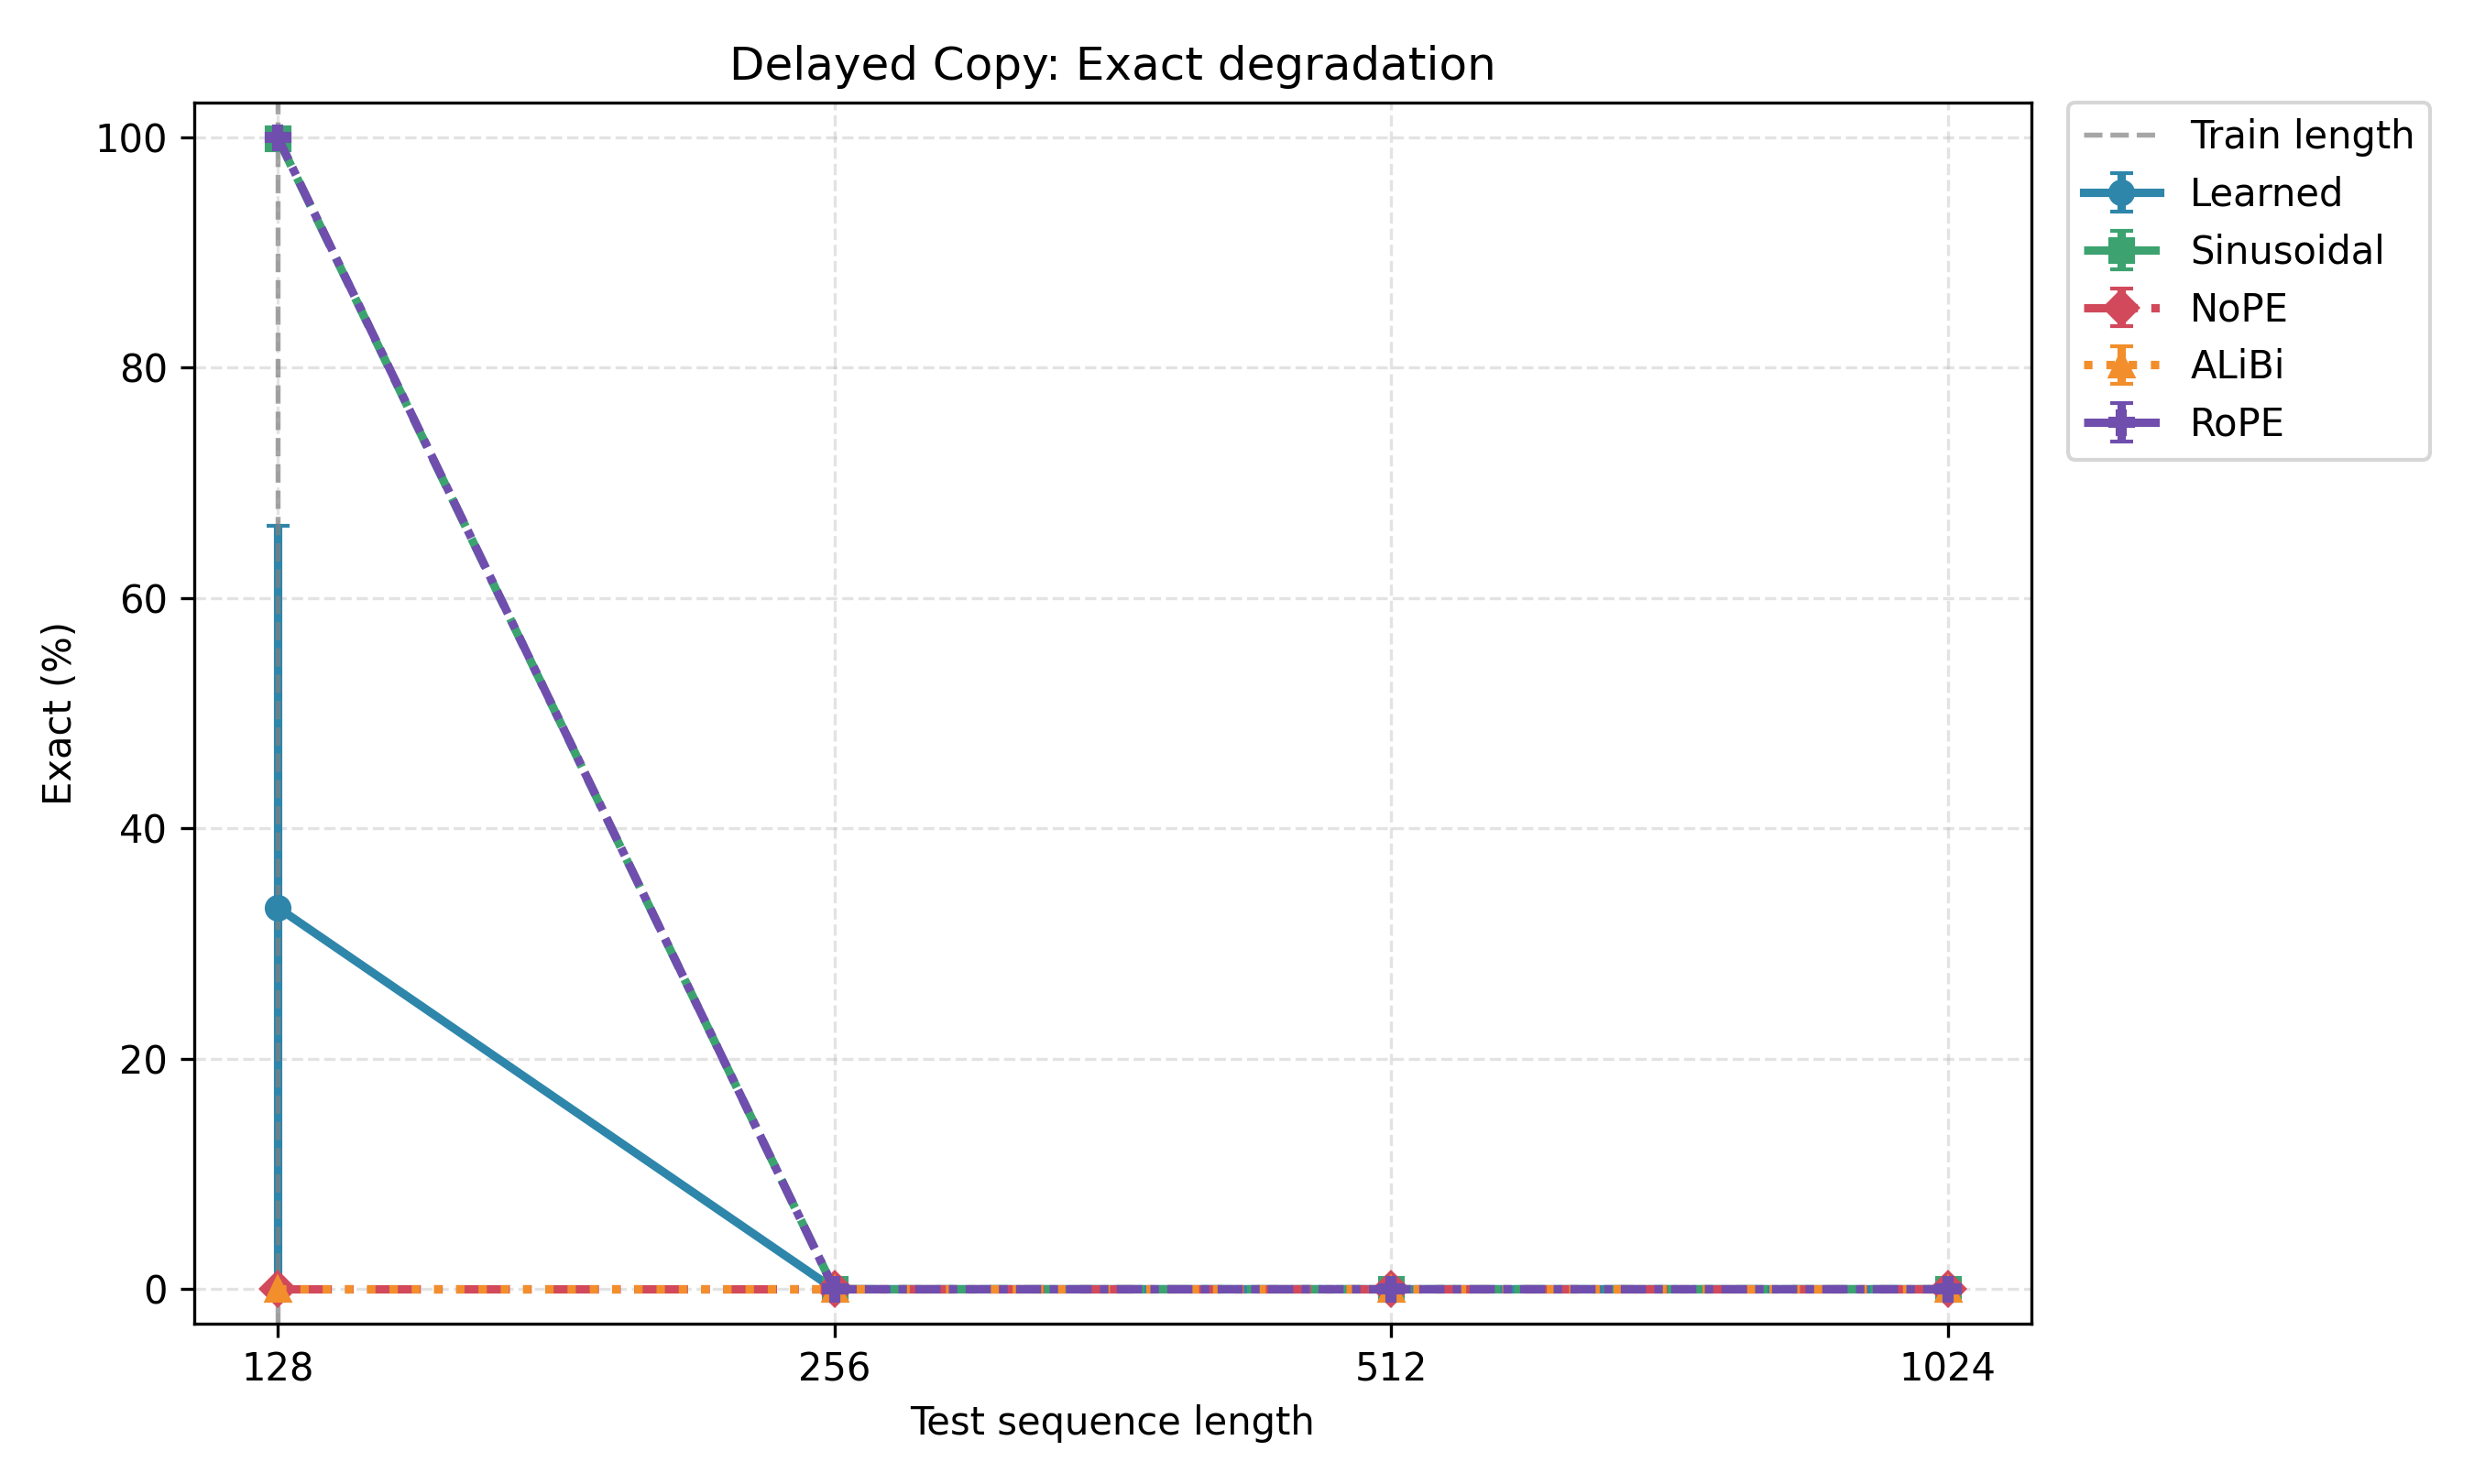 Delayed Copy: Exact degradation
Exact (%)
100
80
60
40
20
0
128
256
512
1024
Test sequence length
Train length
Learned
Sinusoidal
NoPE
ALiBi
RoPE